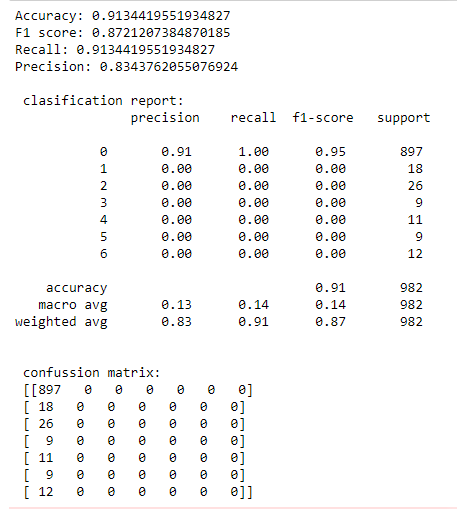 Accuracy: 0.9134419551934827
F1 score: 0.8721207384870185
Recall: 0.9134419551934827
Precision: 0.8343762055076924
clasification report:
precision recall f1-score support
0 0.91 1.00 0.95 897
1 0.00 0.00 0.00 18
2 0.00 0.00 0.00 26
3 0.00 0.00 0.00 9
4 0.00 0.00 0.00 11
5 0.00 0.00 0.00 9
6 0.00 0.00 0.00 12
accuracy 0.91 982
macro avg 0.13 0.14 0.14 982
weighted avg 0.83 0.91 0.87 982
confussion matrix:
[[897 0 0 0 0 0 0]
[ 18 0 0 0 0 0 0]
[ 26 0 0 0 0 0 0]
[ 9 0 0 0 0 0 0]
[ 11 0 0 0 0 0 0]
[ 9 0 0 0 0 0 0]
[ 12 0 0 0 0 0 0]]